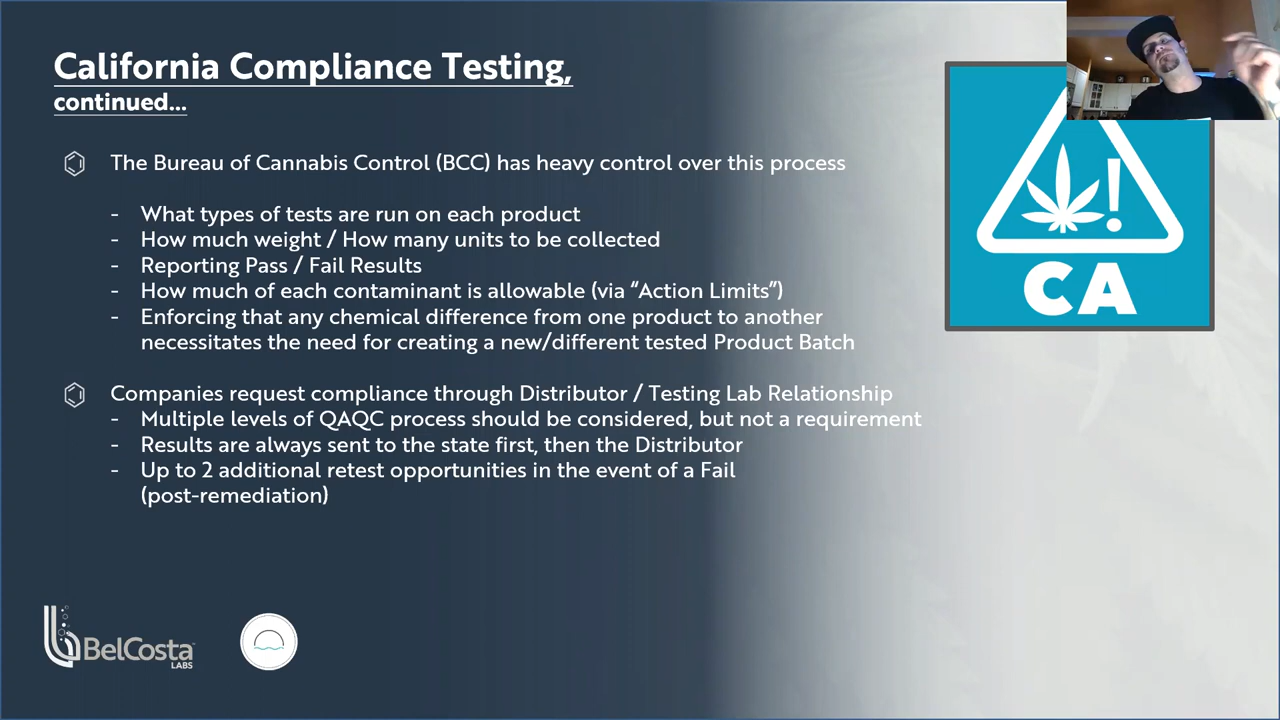 California Compliance Testing,
continued...
The Bureau of Cannabis Control (BCC) has heavy control over this process
- What types of tests are run on each product
- How much weight / How many units to be collected
- Reporting Pass / Fail Results
- How much of each contaminant is allowable (via “Action Limits”)
- Enforcing that any chemical difference from one product to another
necessitates the need for creating a new/different tested Product Batch
Companies request compliance through Distributor / Testing Lab Relationship
- Multiple levels of QAQC process should be considered, but not a requirement
- Results are always sent to the state first, then the Distributor
- Up to 2 additional retest opportunities in the event of a Fail
(post-remediation)
!
CA
BelCosta™
LABS